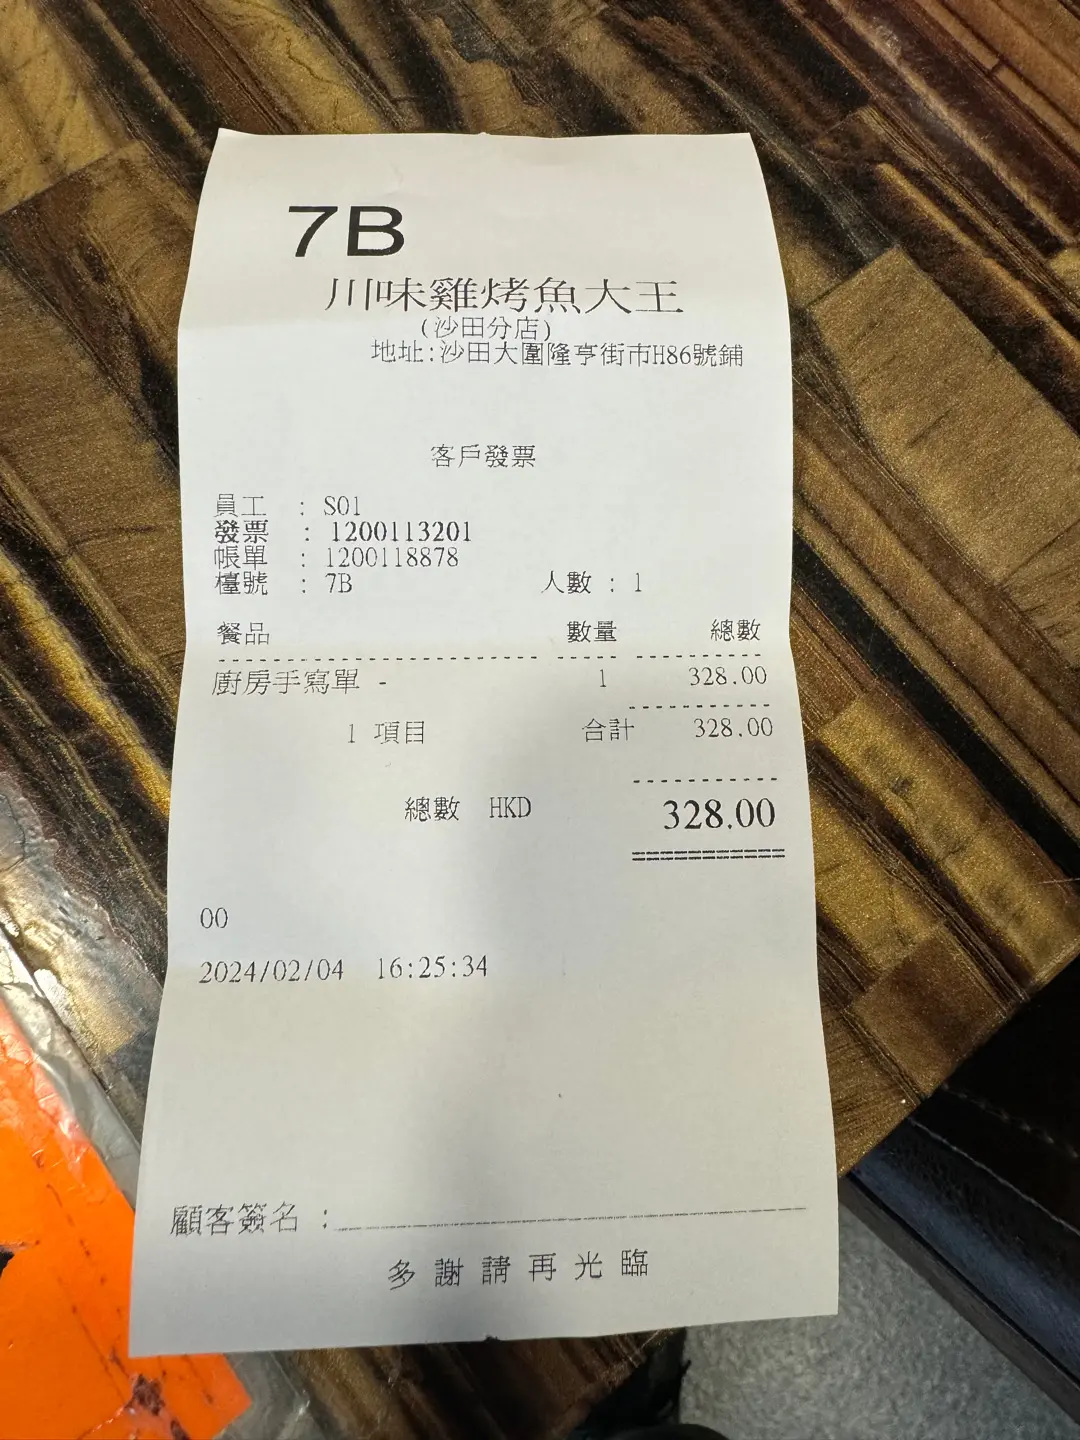 7B
川味雞烤魚大王
(沙田分店)
地址:沙田大圍隆亨街市H86號鋪
客戶發票
員工 : S01
發票 : 1200113201
帳單 : 1200118878
檯號 : 7B 人數 : 1
餐品 數量 總數
廚房手寫單 - 1 328.00
1 項目 合計 328.00
總數 HKD 328.00
00
2024/02/04 16:25:34
顧客簽名 :
多謝請再光臨